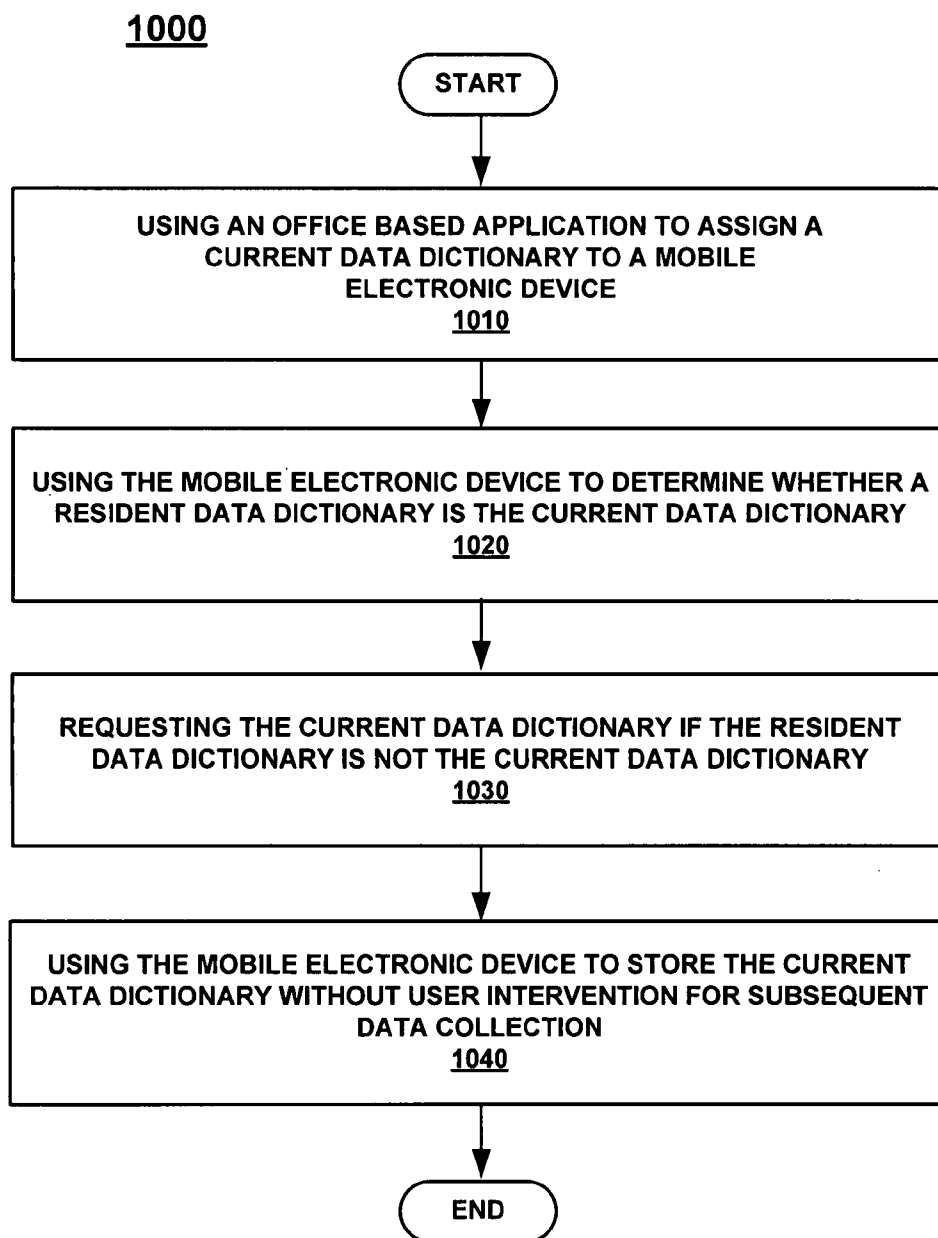 1000
START
USING AN OFFICE BASED APPLICATION TO ASSIGN A
CURRENT DATA DICTIONARY TO A MOBILE
ELECTRONIC DEVICE
1010
USING THE MOBILE ELECTRONIC DEVICE TO DETERMINE WHETHER A
RESIDENT DATA DICTIONARY IS THE CURRENT DATA DICTIONARY
1020
REQUESTING THE CURRENT DATA DICTIONARY IF THE RESIDENT
DATA DICTIONARY IS NOT THE CURRENT DATA DICTIONARY
1030
USING THE MOBILE ELECTRONIC DEVICE TO STORE THE CURRENT
DATA DICTIONARY WITHOUT USER INTERVENTION FOR SUBSEQUENT
DATA COLLECTION
1040
END